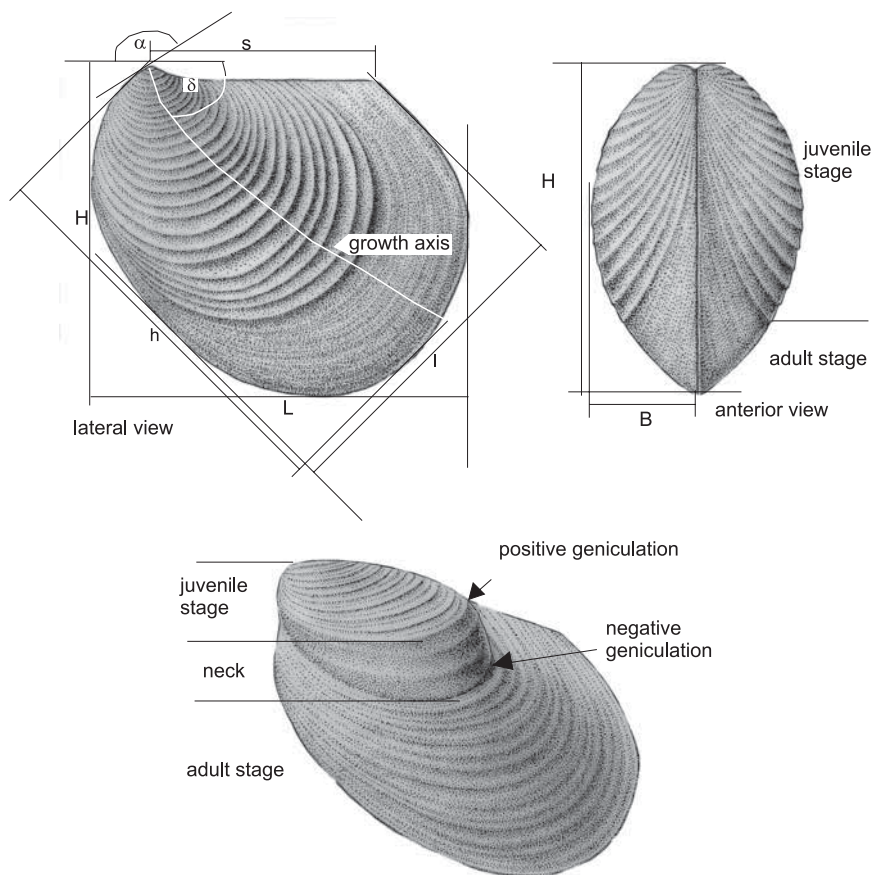 α
s
δ
H
growth axis
h
l
L
lateral view
H
juvenile
stage
adult stage
B
anterior view
positive geniculation
juvenile
stage
negative
geniculation
neck
adult stage